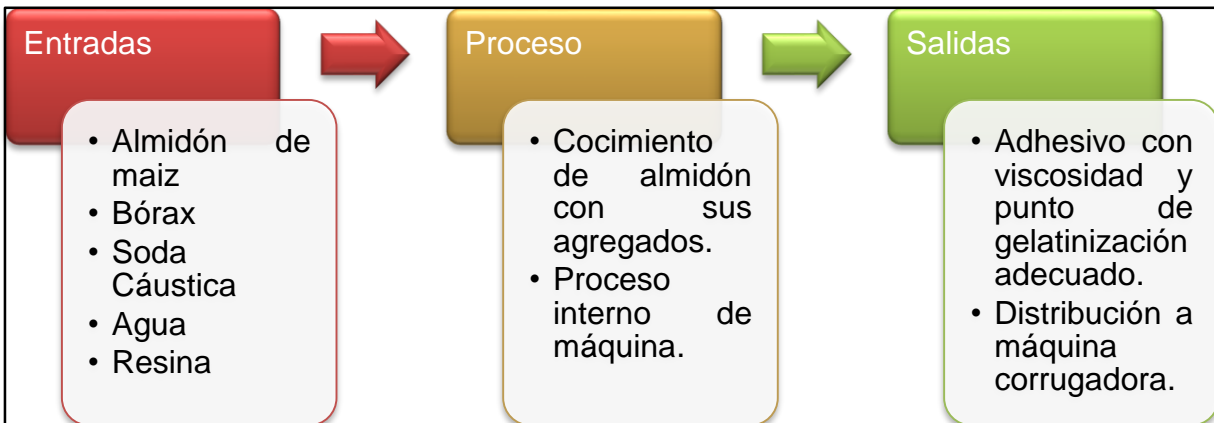 Entradas
• Almidón de
maiz
• Bórax
• Soda
Cáustica
• Agua
• Resina
Proceso
• Cocimiento
de almidón
con sus
agregados.
• Proceso
interno de
máquina.
Salidas
• Adhesivo con
viscosidad y
punto de
gelatinización
adecuado.
• Distribución a
máquina
corrugadora.